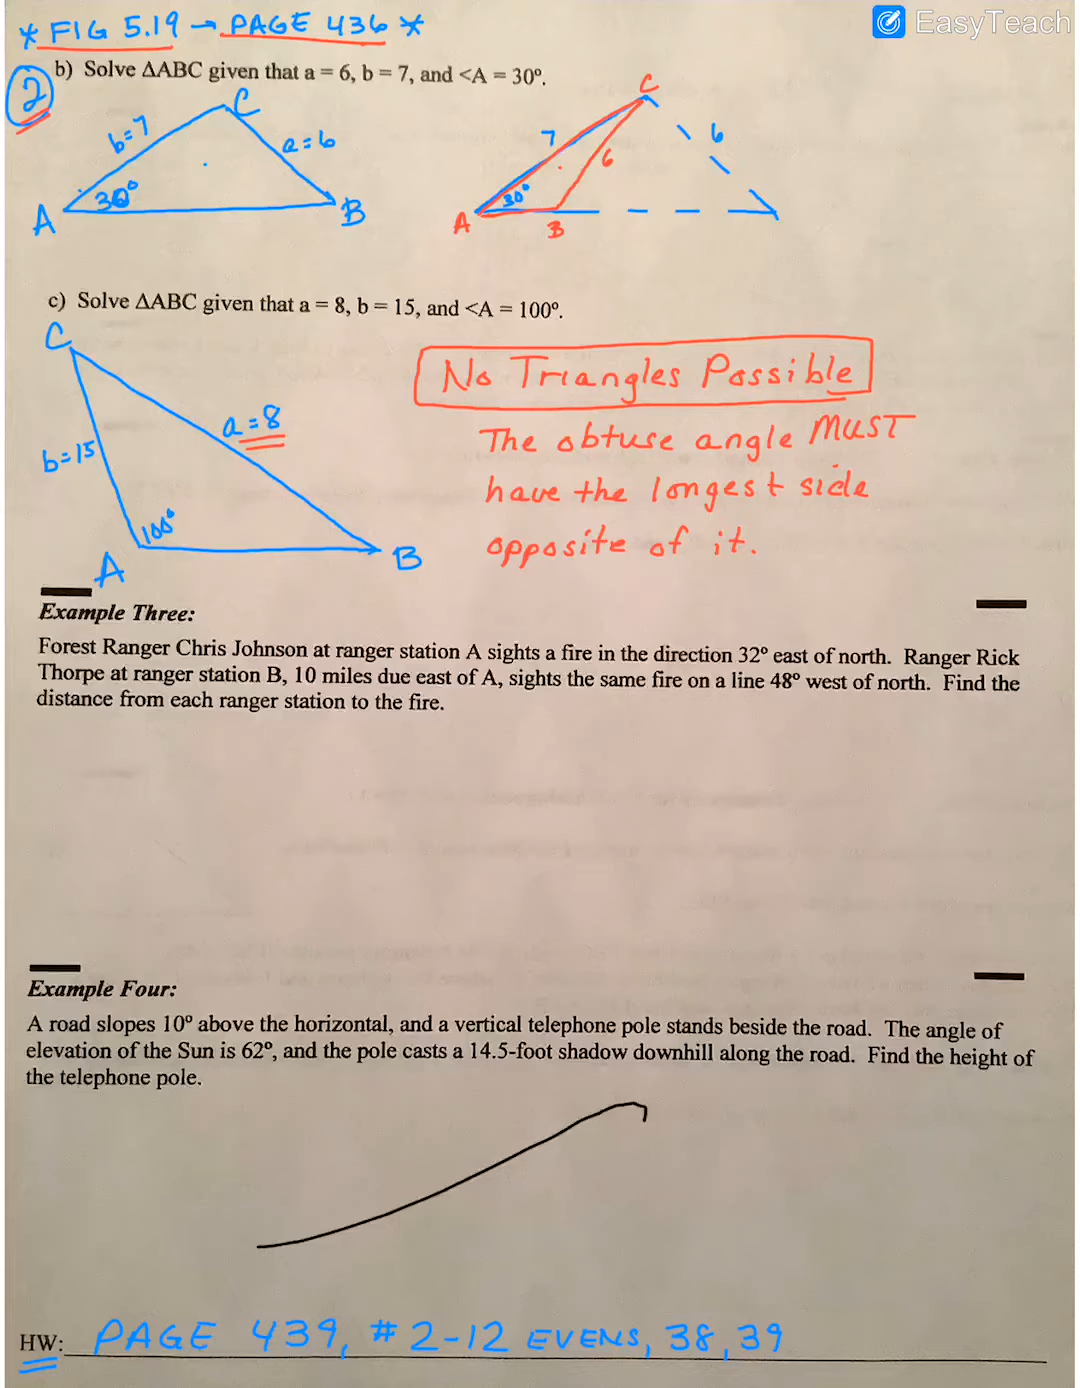 * FIG 5.19 → PAGE 436 *
EasyTeach
2
b) Solve ΔABC given that a = 6, b = 7, and <A = 30º.
C
b=7
a=6
30°
A
B
C
7
6
6
30°
A
B
c) Solve ΔABC given that a = 8, b = 15, and <A = 100º.
C
a=8
b=15
100°
A
B
No Triangles Possible
The obtuse angle MUST
have the longest side
opposite of it.
Example Three:
Forest Ranger Chris Johnson at ranger station A sights a fire in the direction 32º east of north. Ranger Rick
Thorpe at ranger station B, 10 miles due east of A, sights the same fire on a line 48º west of north. Find the
distance from each ranger station to the fire.
Example Four:
A road slopes 10º above the horizontal, and a vertical telephone pole stands beside the road. The angle of
elevation of the Sun is 62º, and the pole casts a 14.5-foot shadow downhill along the road. Find the height of
the telephone pole.
HW: PAGE 439, # 2-12 EVENS, 38, 39